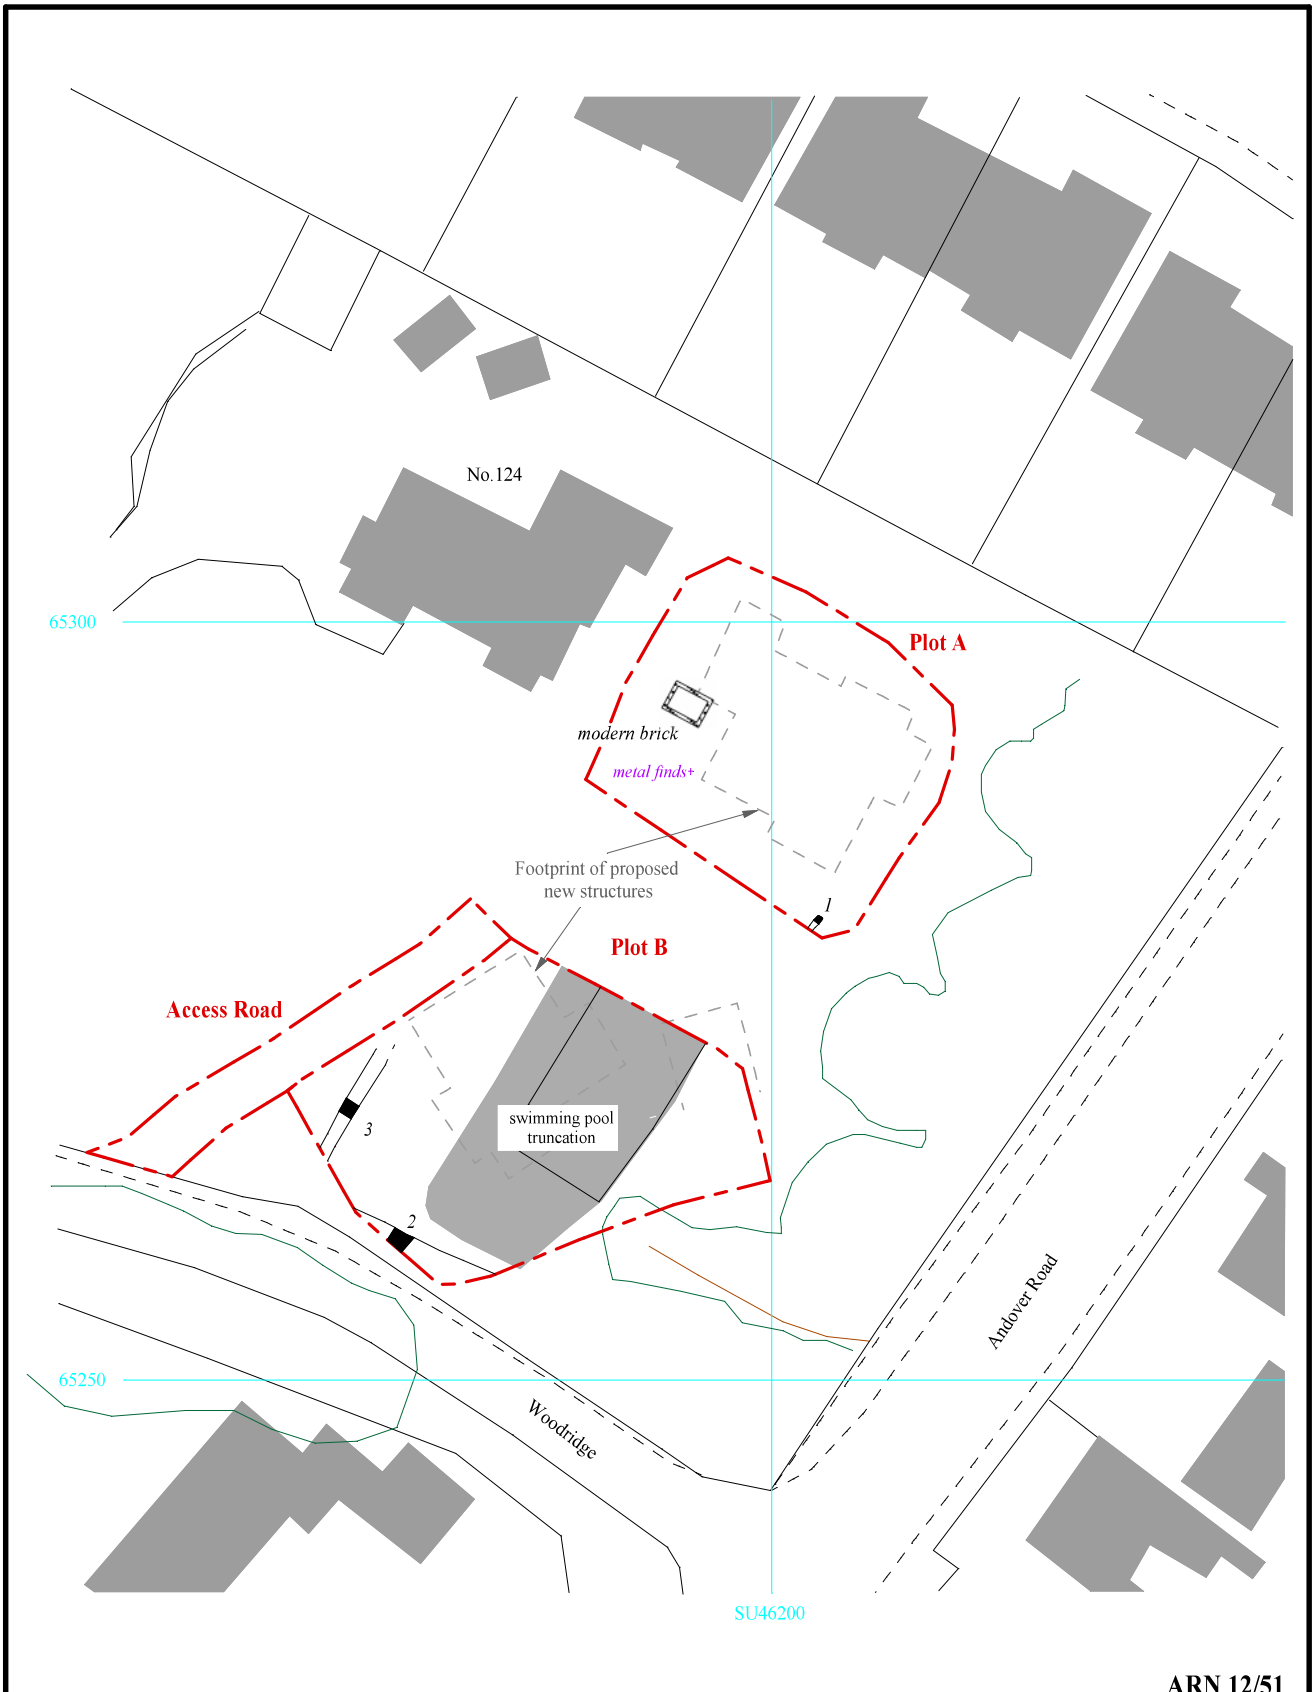 No.124
65300
Plot A
modern brick
metal finds+
Footprint of proposed
new structures
1
Plot B
Access Road
swimming pool
truncation
3
2
Andover Road
65250
Woodridge
SU46200
ARN 12/51